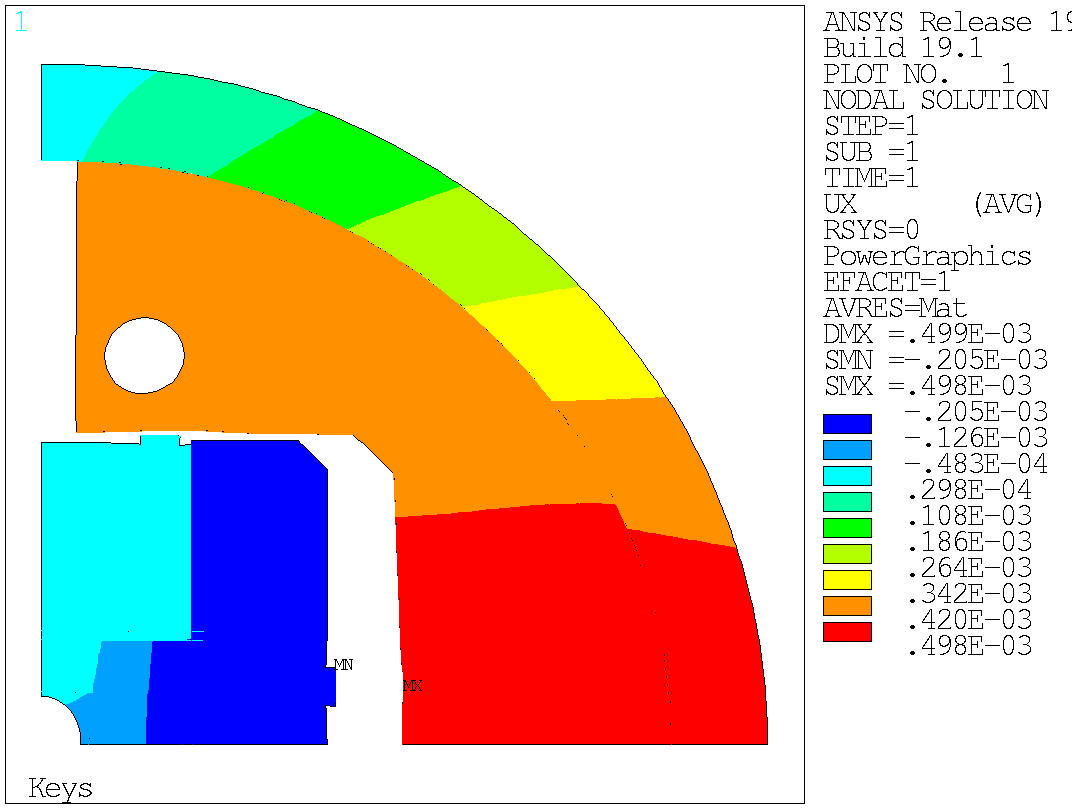 1
ANSYS Release 19
Build 19.1
PLOT NO. 1
NODAL SOLUTION
STEP=1
SUB =1
TIME=1
UX (AVG)
RSYS=0
PowerGraphics
EFACET=1
AVRES=Mat
DMX =.499E-03
SMN =-.205E-03
SMX =.498E-03
-.205E-03
-.126E-03
-.483E-04
.298E-04
.108E-03
.186E-03
.264E-03
.342E-03
.420E-03
.498E-03
MN
MX
Keys